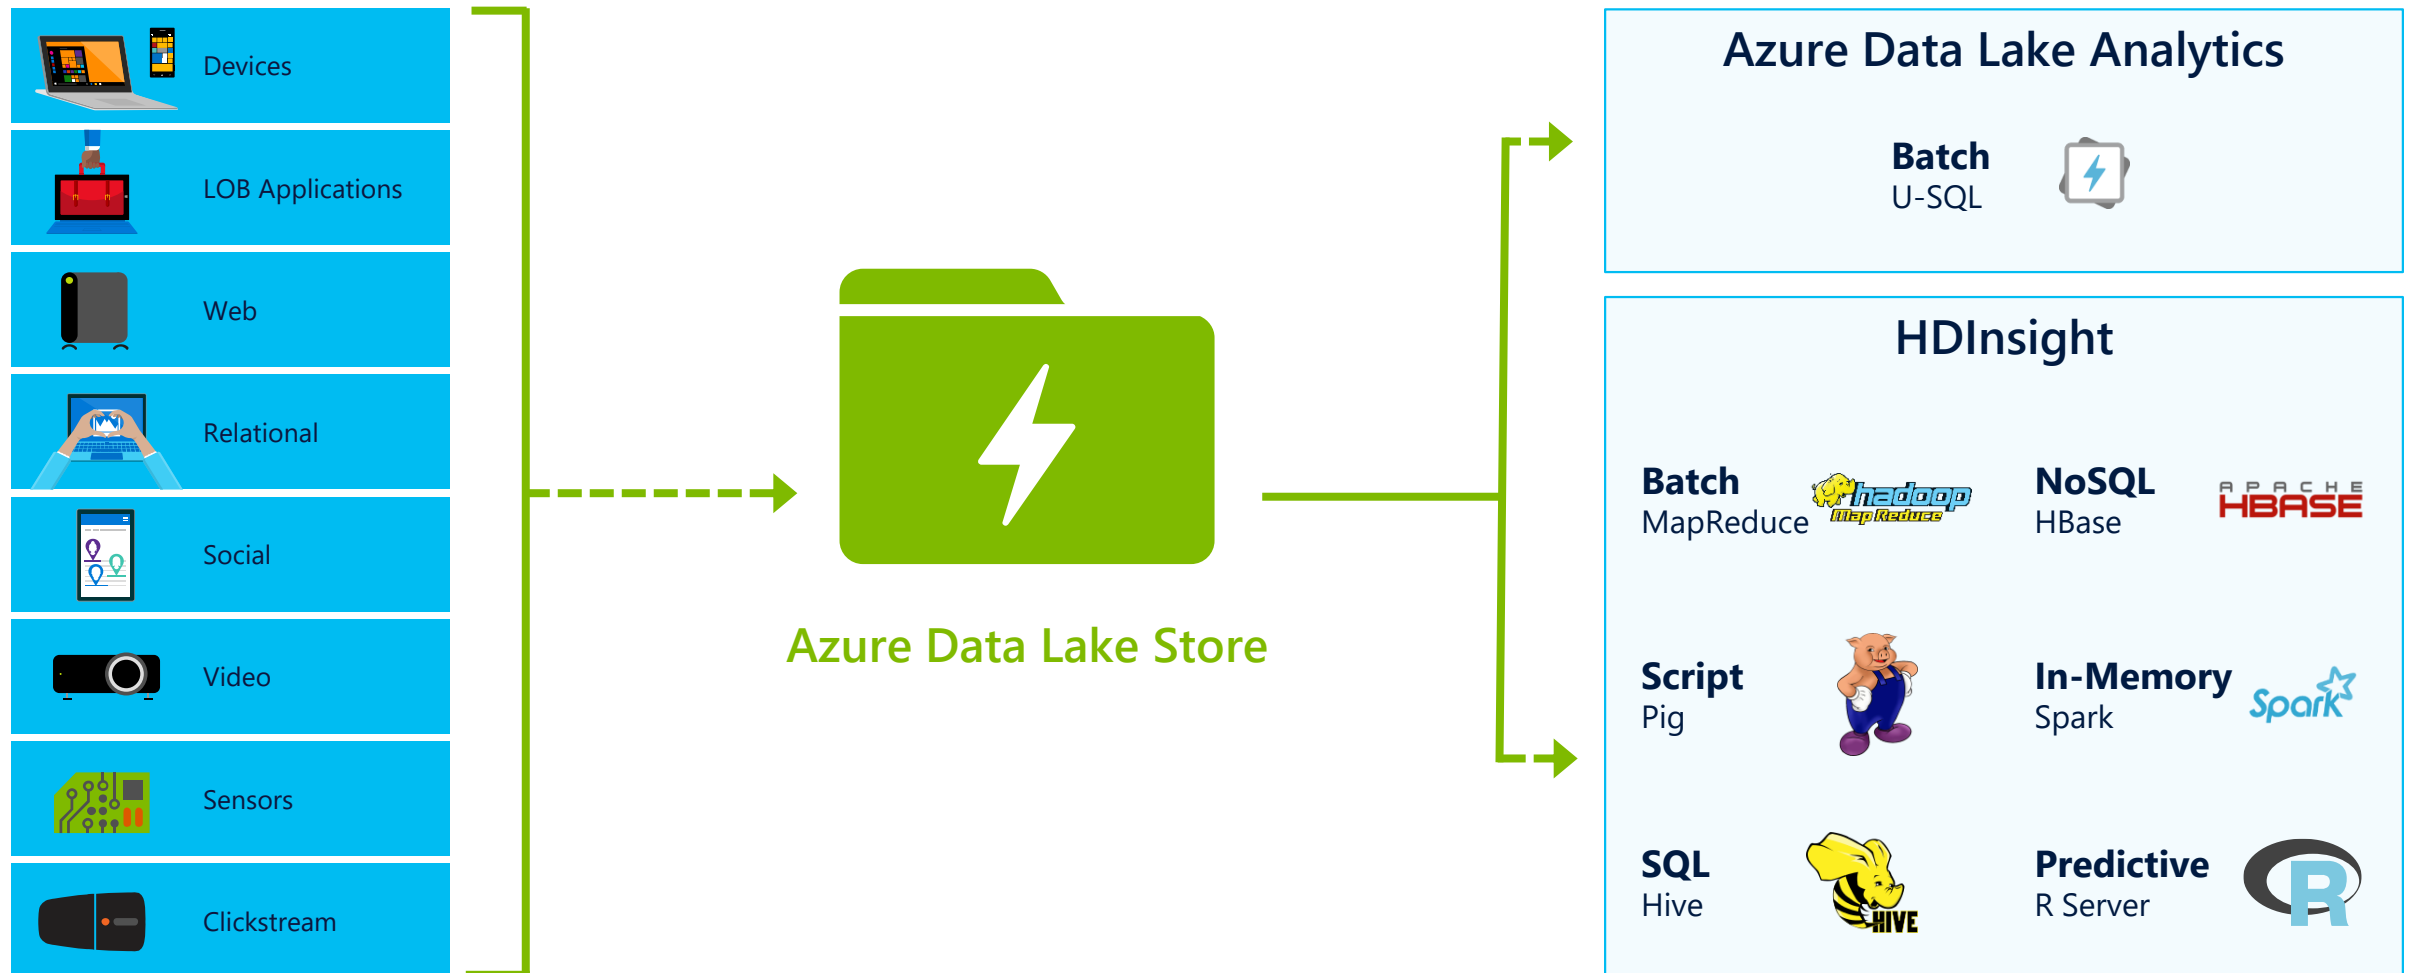 Devices
LOB Applications
Web
Relational
Social
Video
Sensors
Clickstream
Azure Data Lake Store
Azure Data Lake Analytics
Batch
U-SQL
HDInsight
Batch
MapReduce
hadoop
Map Reduce
NoSQL
HBase
APACHE
HBASE
Script
Pig
In-Memory
Spark
Spark
SQL
Hive
HIVE
Predictive
R Server
R